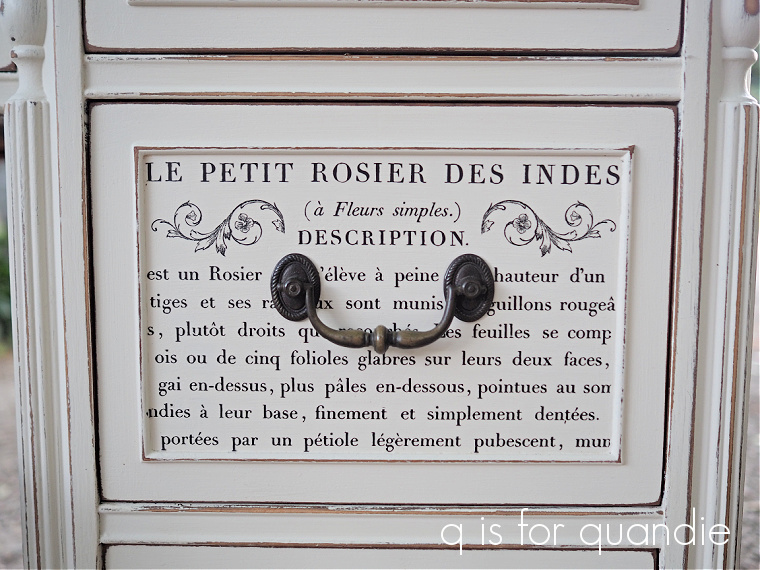 LE PETIT ROSIER DES INDES
(à Fleurs simples.)
DESCRIPTION.
est un Rosier l'élève à peine hauteur d'un
tiges et ses sont munis rougeâ
s, plutôt droits feuilles se comp
ois ou de cinq folioles glabres sur leurs deux faces,
gai en-dessus, plus pâles en-dessous, pointues au som
ndies à leur base, finement et simplement dentées.
portées par un pétiole légèrement pubescent, mun
q is for quandie